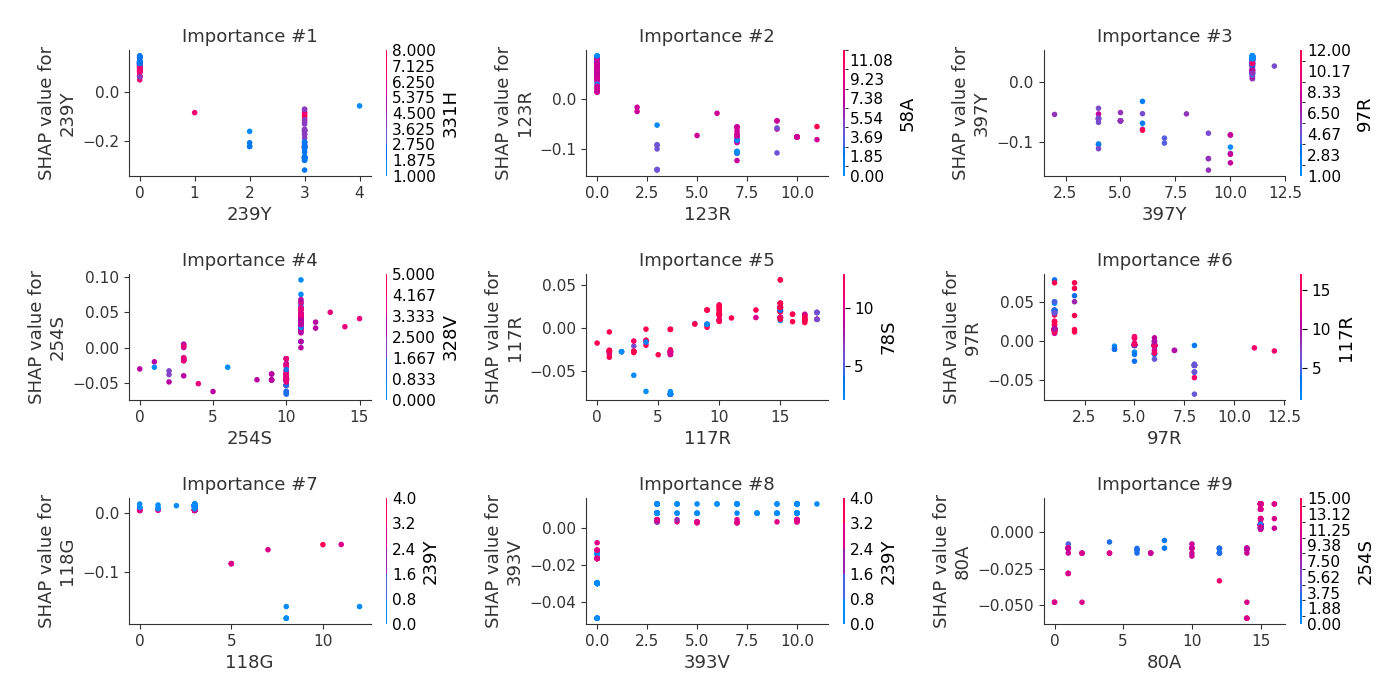 Importance #1
SHAP value for
239Y
0.0
−0.2
0 1 2 3 4
239Y
8.000
7.125
6.250
5.375
4.500
3.625
2.750
1.875
1.000
331H
Importance #2
SHAP value for
123R
0.0
−0.1
0.0 2.5 5.0 7.5 10.0
123R
11.08
9.23
7.38
5.54
3.69
1.85
0.00
58A
Importance #3
SHAP value for
397Y
0.0
−0.1
2.5 5.0 7.5 10.0 12.5
397Y
12.00
10.17
8.33
6.50
4.67
2.83
1.00
97R
Importance #4
SHAP value for
254S
0.10
0.05
0.00
−0.05
0 5 10 15
254S
5.000
4.167
3.333
2.500
1.667
0.833
0.000
328V
Importance #5
SHAP value for
117R
0.05
0.00
−0.05
0 5 10 15
117R
10
5
78S
Importance #6
SHAP value for
97R
0.05
0.00
−0.05
2.5 5.0 7.5 10.0 12.5
97R
15
10
5
117R
Importance #7
SHAP value for
118G
0.0
−0.1
0 5 10
118G
4.0
3.2
2.4
1.6
0.8
0.0
239Y
Importance #8
SHAP value for
393V
0.00
−0.02
−0.04
0.0 2.5 5.0 7.5 10.0
393V
4.0
3.2
2.4
1.6
0.8
0.0
239Y
Importance #9
SHAP value for
80A
0.000
−0.025
−0.050
0 5 10 15
80A
15.00
13.12
11.25
9.38
7.50
5.62
3.75
1.88
0.00
254S